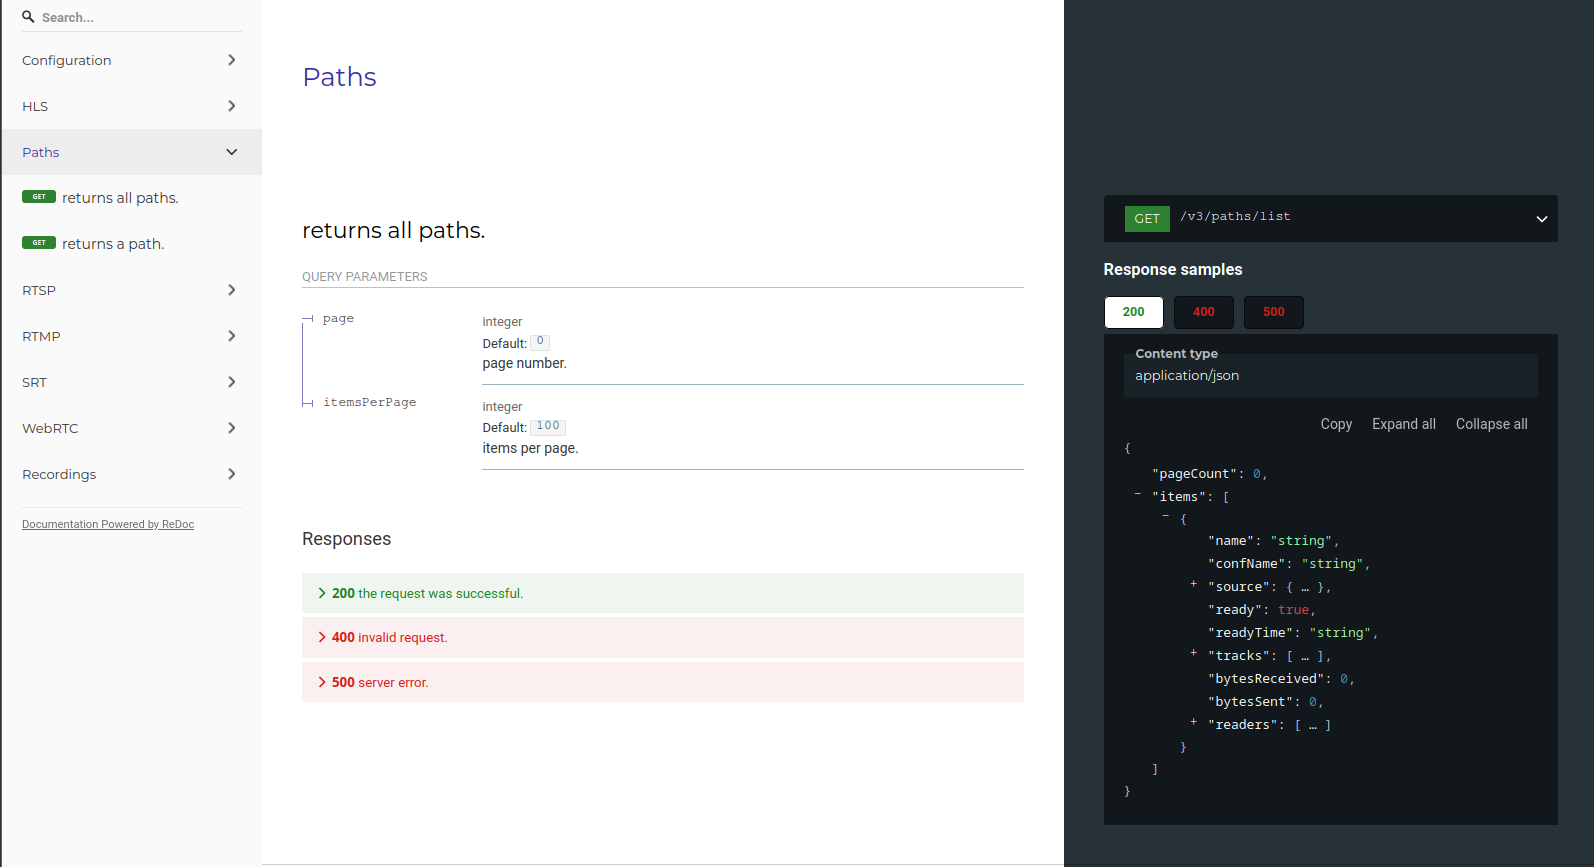 Search...
Configuration
HLS
Paths
GET returns all paths.
GET returns a path.
RTSP
RTMP
SRT
WebRTC
Recordings
Documentation Powered by ReDoc
Paths
returns all paths.
QUERY PARAMETERS
page
integer
Default: 0
page number.
itemsPerPage
integer
Default: 100
items per page.
Responses
200 the request was successful.
400 invalid request.
500 server error.
GET /v3/paths/list
Response samples
200 400 500
Content type
application/json
Copy Expand all Collapse all
{
"pageCount": 0,
− "items": [
− {
"name": "string",
"confName": "string",
+ "source": { … },
"ready": true,
"readyTime": "string",
+ "tracks": [ … ],
"bytesReceived": 0,
"bytesSent": 0,
+ "readers": [ … ]
}
]
}